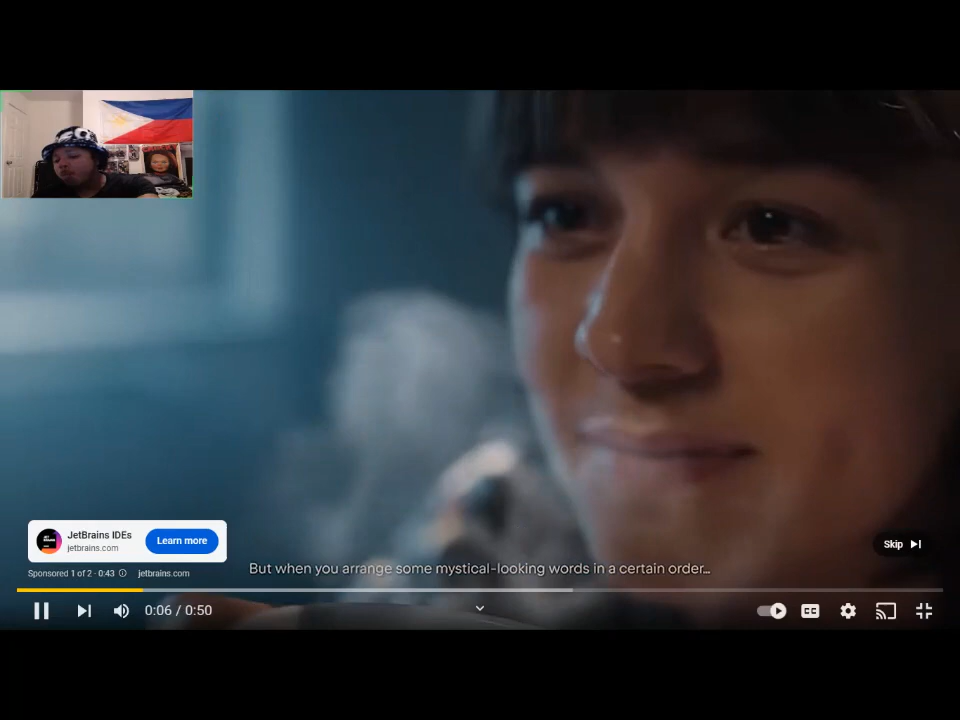 JetBrains IDEs
jetbrains.com
Learn more
Skip
Sponsored 1 of 2 · 0:43
jetbrains.com
But when you arrange some mystical-looking words in a certain order...
0:06 / 0:50
CC